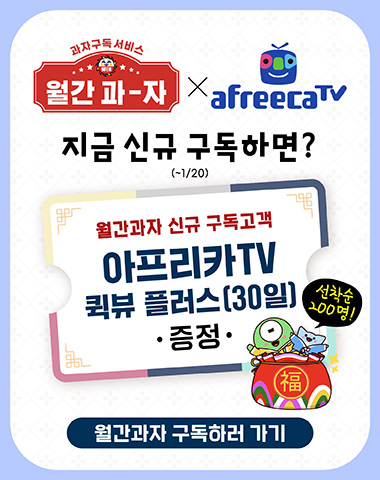 과자구독서비스
월간 과-자
×
afreecaTV
지금 신규 구독하면?
(~1/20)
월간과자 신규 구독고객
아프리카TV
퀵뷰 플러스(30일)
·증정·
선착순
200명!
福
월간과자 구독하러 가기